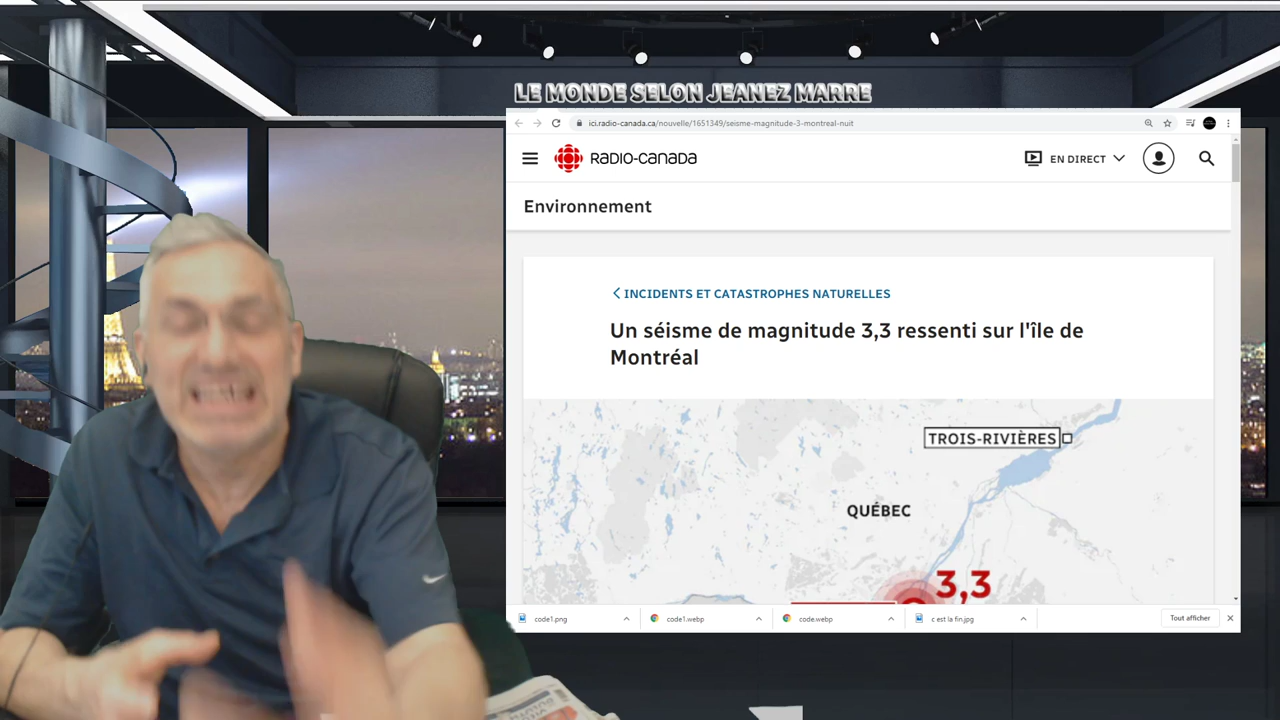 LE MONDE SELON JEANEZ MARRE
ici.radio-canada.ca/nouvelle/1651349/seisme-magnitude-3-montreal-nuit
RADIO-CANADA
EN DIRECT
Environnement
INCIDENTS ET CATASTROPHES NATURELLES
Un séisme de magnitude 3,3 ressenti sur l'île de
Montréal
TROIS-RIVIÈRES
QUÉBEC
3,3
code1.png
code1.webp
code.webp
c est la fin.jpg
Tout afficher